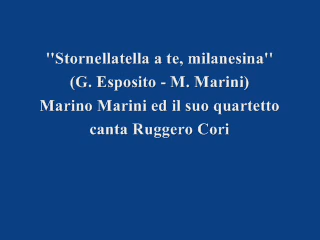 "Stornellatella a te, milanesina"
(G. Esposito - M. Marini)
Marino Marini ed il suo quartetto
canta Ruggero Cori